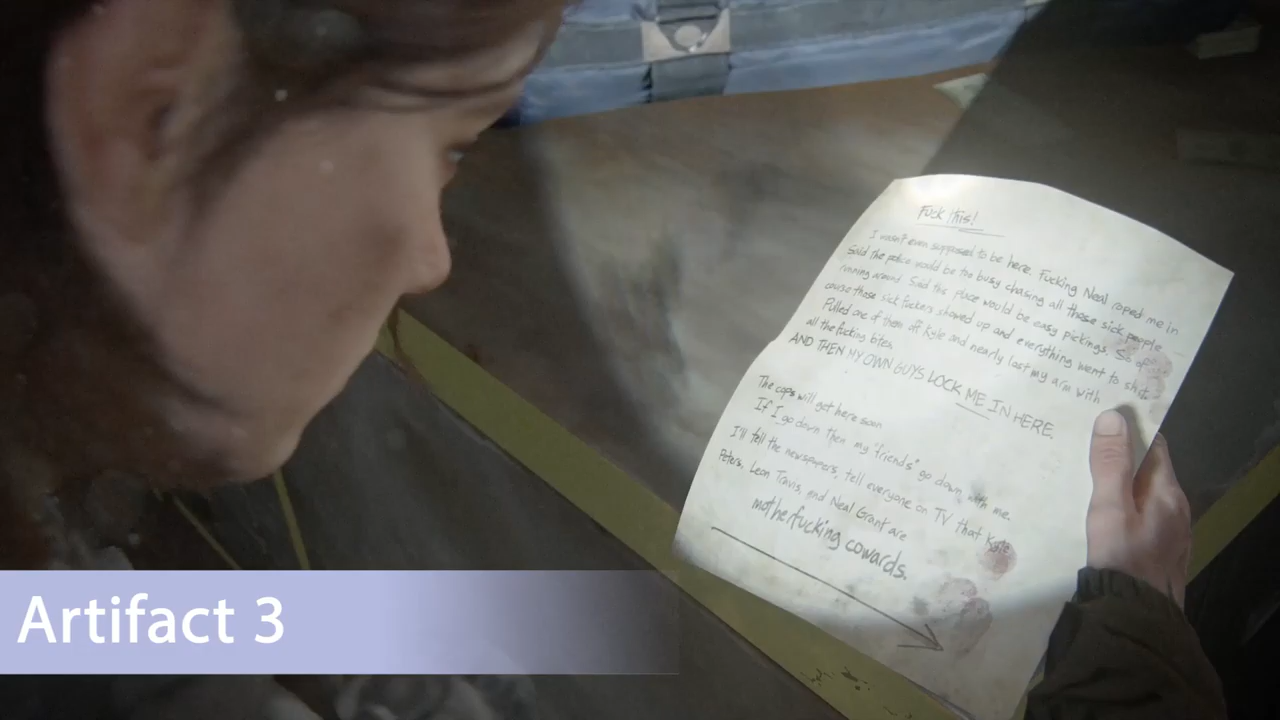 Fuck this!
I wasn't even supposed to be here. Fucking Neal roped me in
Said the police would be too busy chasing all these sick people
running around. Said this place would be easy pickings. So of
course those sick fuckers showed up and everything went to shit.
Pulled one of them off Kyle and nearly lost my arm with
all the fucking bites.
AND THEN MY OWN GUYS LOCK ME IN HERE.
The cops will get here soon
If I go down then my "friends" go down with me.
I'll tell the newspapers, tell everyone on TV that Kyle
Peters, Leon Travis, and Neal Grant are
motherfucking cowards.
Artifact 3